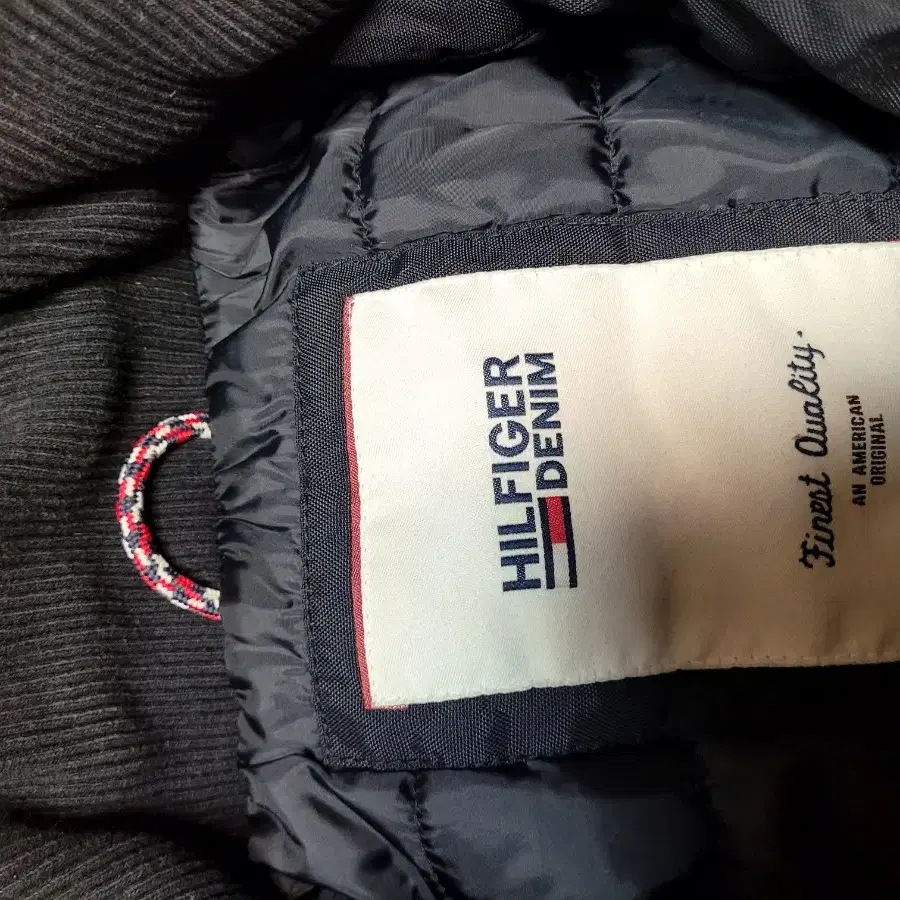 HILFIGER
DENIM
Finest Quality.
AN AMERICAN
ORIGINAL